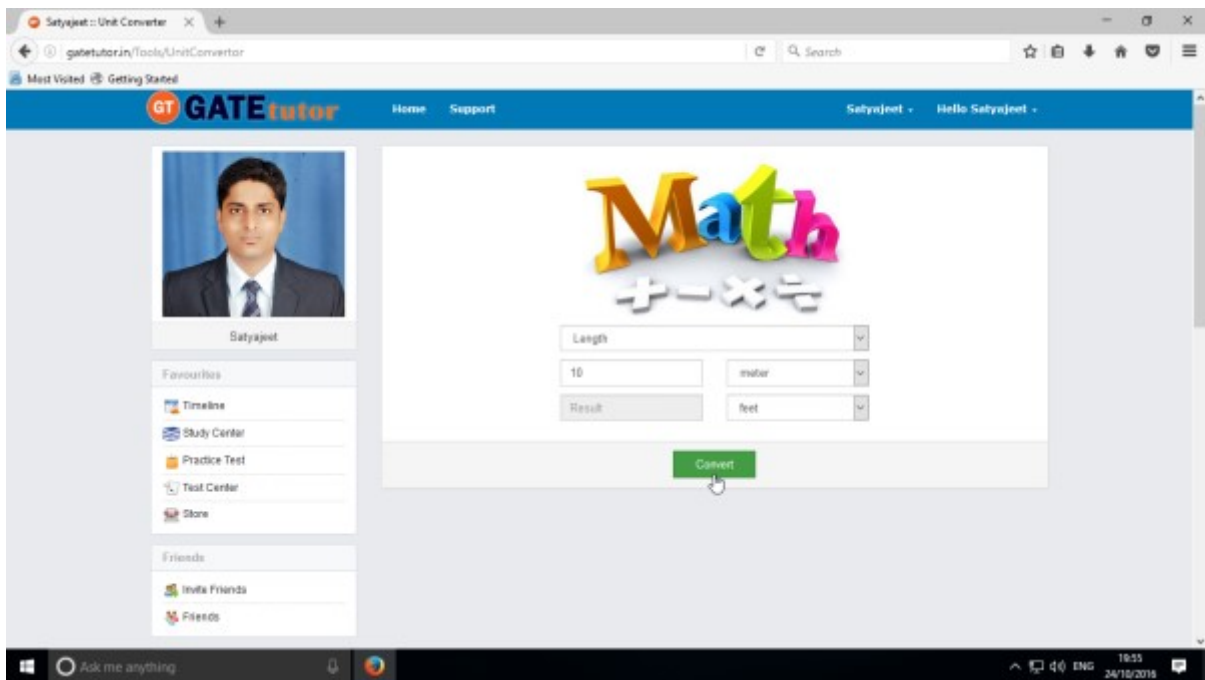 Satyajeet :: Unit Converter
gatetutor.in/Tools/UnitConvertor
Search
Most Visited Getting Started
GT GATEtutor Home Support Satyajeet Hello Satyajeet
Math
+ - × ÷
Satyajeet
Length
10 meter
Result feet
Convert
Favourites
Timeline
Study Center
Practice Test
Test Center
Store
Friends
Invite Friends
Friends
Ask me anything
ENG
19:55
24/10/2016